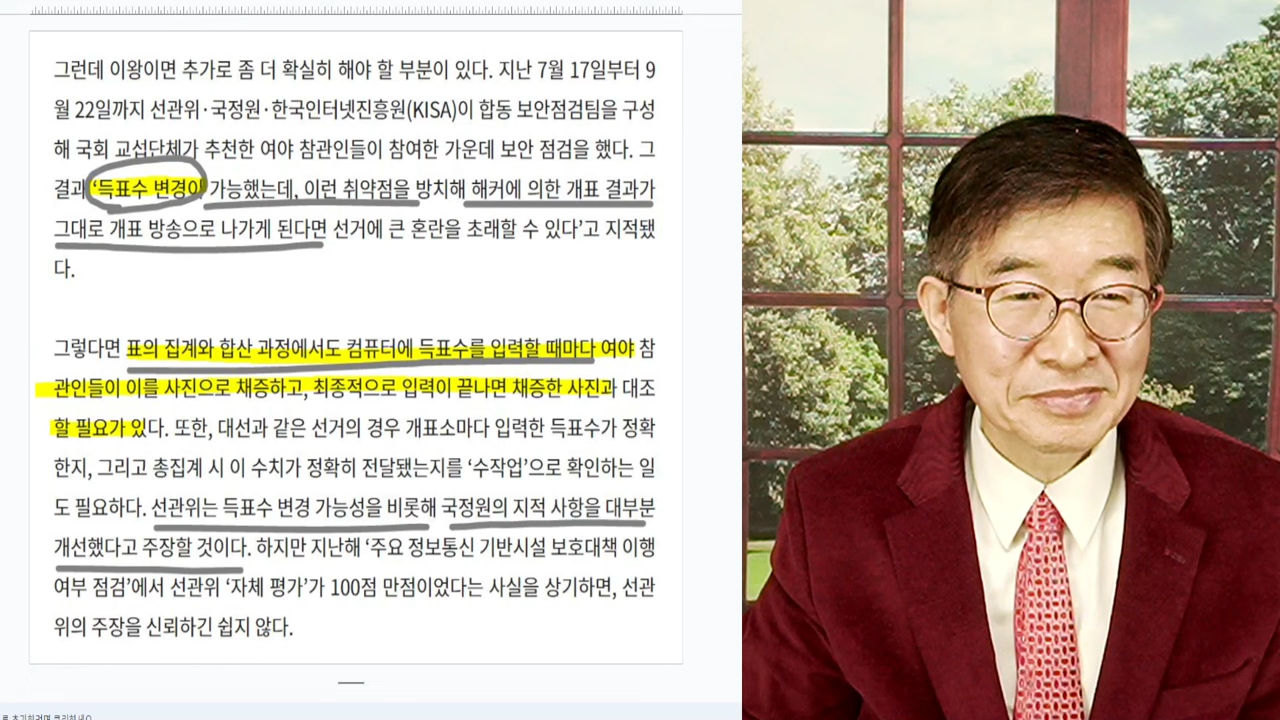 그런데 이왕이면 추가로 좀 더 확실히 해야 할 부분이 있다. 지난 7월 17일부터 9
월 22일까지 선관위·국정원·한국인터넷진흥원(KISA)이 합동 보안점검팀을 구성
해 국회 교섭단체가 추천한 여야 참관인들이 참여한 가운데 보안 점검을 했다. 그
결과 ‘득표수 변경이 가능했는데, 이런 취약점을 방치해 해커에 의한 개표 결과가
그대로 개표 방송으로 나가게 된다면 선거에 큰 혼란을 초래할 수 있다’고 지적됐
다.
그렇다면 표의 집계와 합산 과정에서도 컴퓨터에 득표수를 입력할 때마다 여야 참
관인들이 이를 사진으로 채증하고, 최종적으로 입력이 끝나면 채증한 사진과 대조
할 필요가 있다. 또한, 대선과 같은 선거의 경우 개표소마다 입력한 득표수가 정확
한지, 그리고 총집계 시 이 수치가 정확히 전달됐는지를 ‘수작업’으로 확인하는 일
도 필요하다. 선관위는 득표수 변경 가능성을 비롯해 국정원의 지적 사항을 대부분
개선했다고 주장할 것이다. 하지만 지난해 ‘주요 정보통신 기반시설 보호대책 이행
여부 점검’에서 선관위 ‘자체 평가’가 100점 만점이었다는 사실을 상기하면, 선관
위의 주장을 신뢰하긴 쉽지 않다.